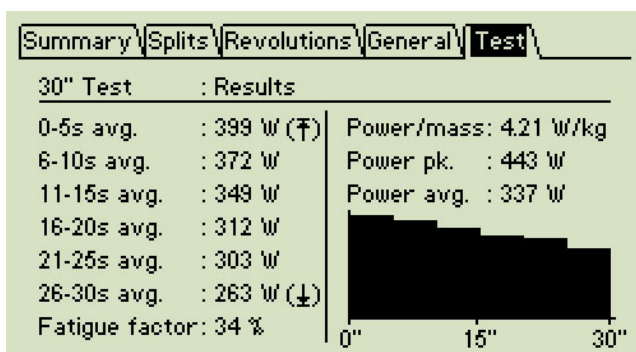 Summary Splits Revolutions General Test
30" Test : Results
0-5s avg. : 399 W
6-10s avg. : 372 W
11-15s avg. : 349 W
16-20s avg. : 312 W
21-25s avg. : 303 W
26-30s avg. : 263 W
Fatigue factor: 34 %
Power/mass: 4.21 W/kg
Power pk. : 443 W
Power avg. : 337 W
0" 15" 30"